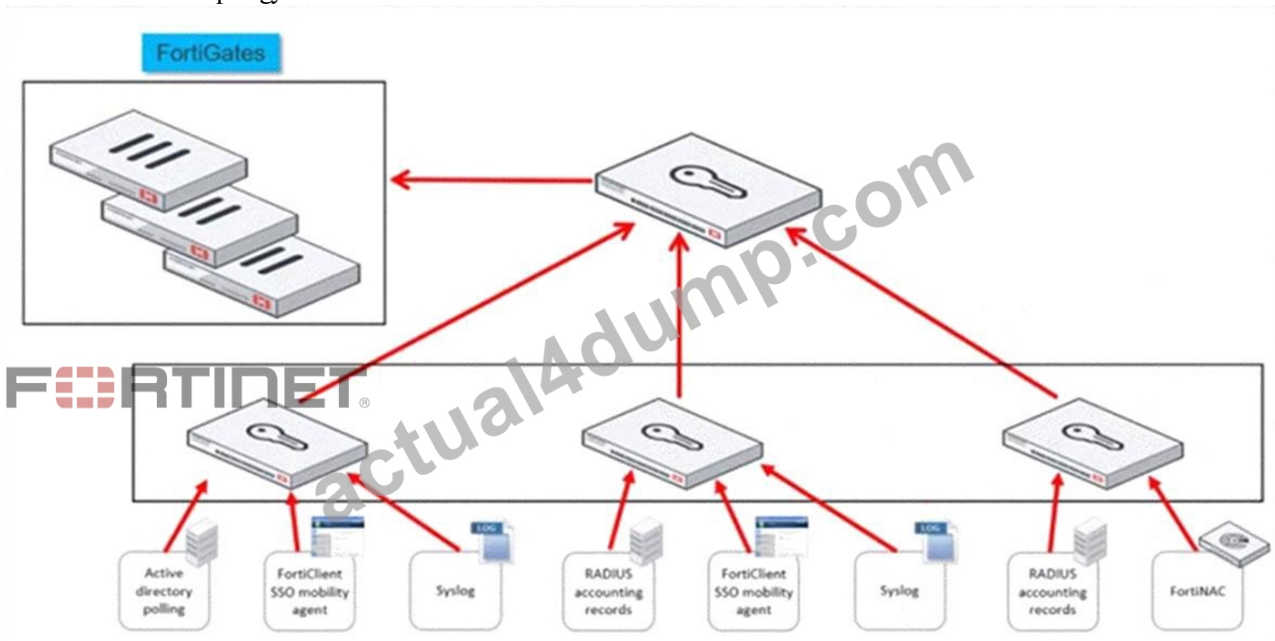 FortiGates
FORTINET®
actual4dump.com
LOG
LOG
Active
directory
polling
FortiClient
SSO mobility
agent
Syslog
RADIUS
accounting
records
FortiClient
SSO mobility
agent
Syslog
RADIUS
accounting
records
FortiNAC